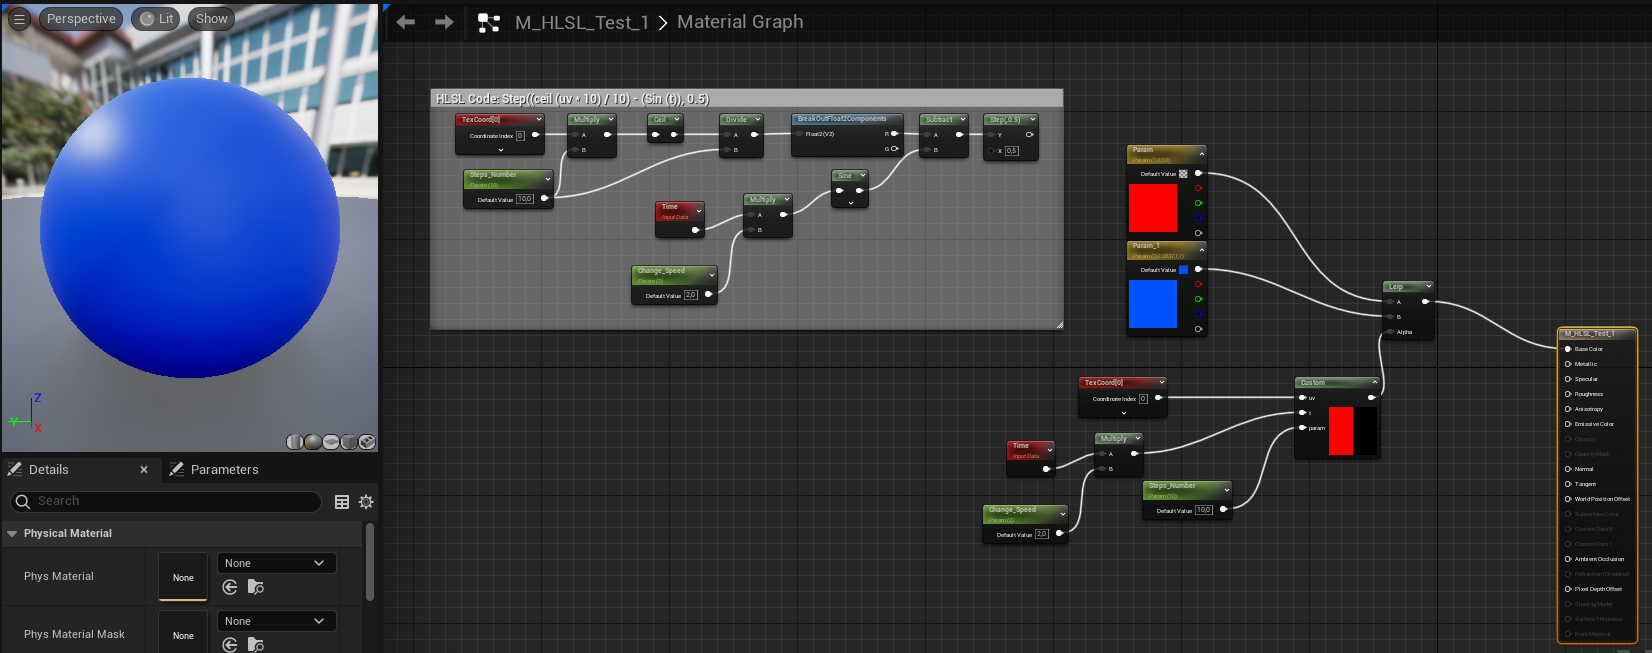 Perspective
Lit
Show
M_HLSL_Test_1 > Material Graph
HLSL Code: Step((ceil (uv * 10) / 10) - (Sin (t)), 0.5)
TexCoord[0]
Coordinate Index 0
Multiply
A
B
Ceil
Divide
A
B
BreakOutFloat2Components
Float2(V2)
R
G
Subtract
A
B
Step(,0.5)
Y
X 0,5
Steps_Number
Param (10)
Default Value 10,0
Time
Input Data
Multiply
A
B
Sine
Change_Speed
Param (2)
Default Value 2,0
Param
Param (1,0,0,0)
Default Value
Param_1
Default Value
Lerp
A
B
Alpha
TexCoord[0]
Coordinate Index 0
Custom
uv
t
param
Time
Input Data
Multiply
A
B
Steps_Number
Param (10)
Default Value 10,0
Change_Speed
Param (2)
Default Value 2,0
M_HLSL_Test_1
Base Color
Metallic
Specular
Roughness
Anisotropy
Emissive Color
Opacity
Opacity Mask
Normal
Tangent
World Position Offset
Subsurface Color
Custom Data 0
Custom Data 1
Ambient Occlusion
Refraction (Disabled)
Pixel Depth Offset
Shading Model
Surface Thickness
Front Material
Z
Y
X
Details
Parameters
Search
Physical Material
Phys Material
None
None
Phys Material Mask
None
None